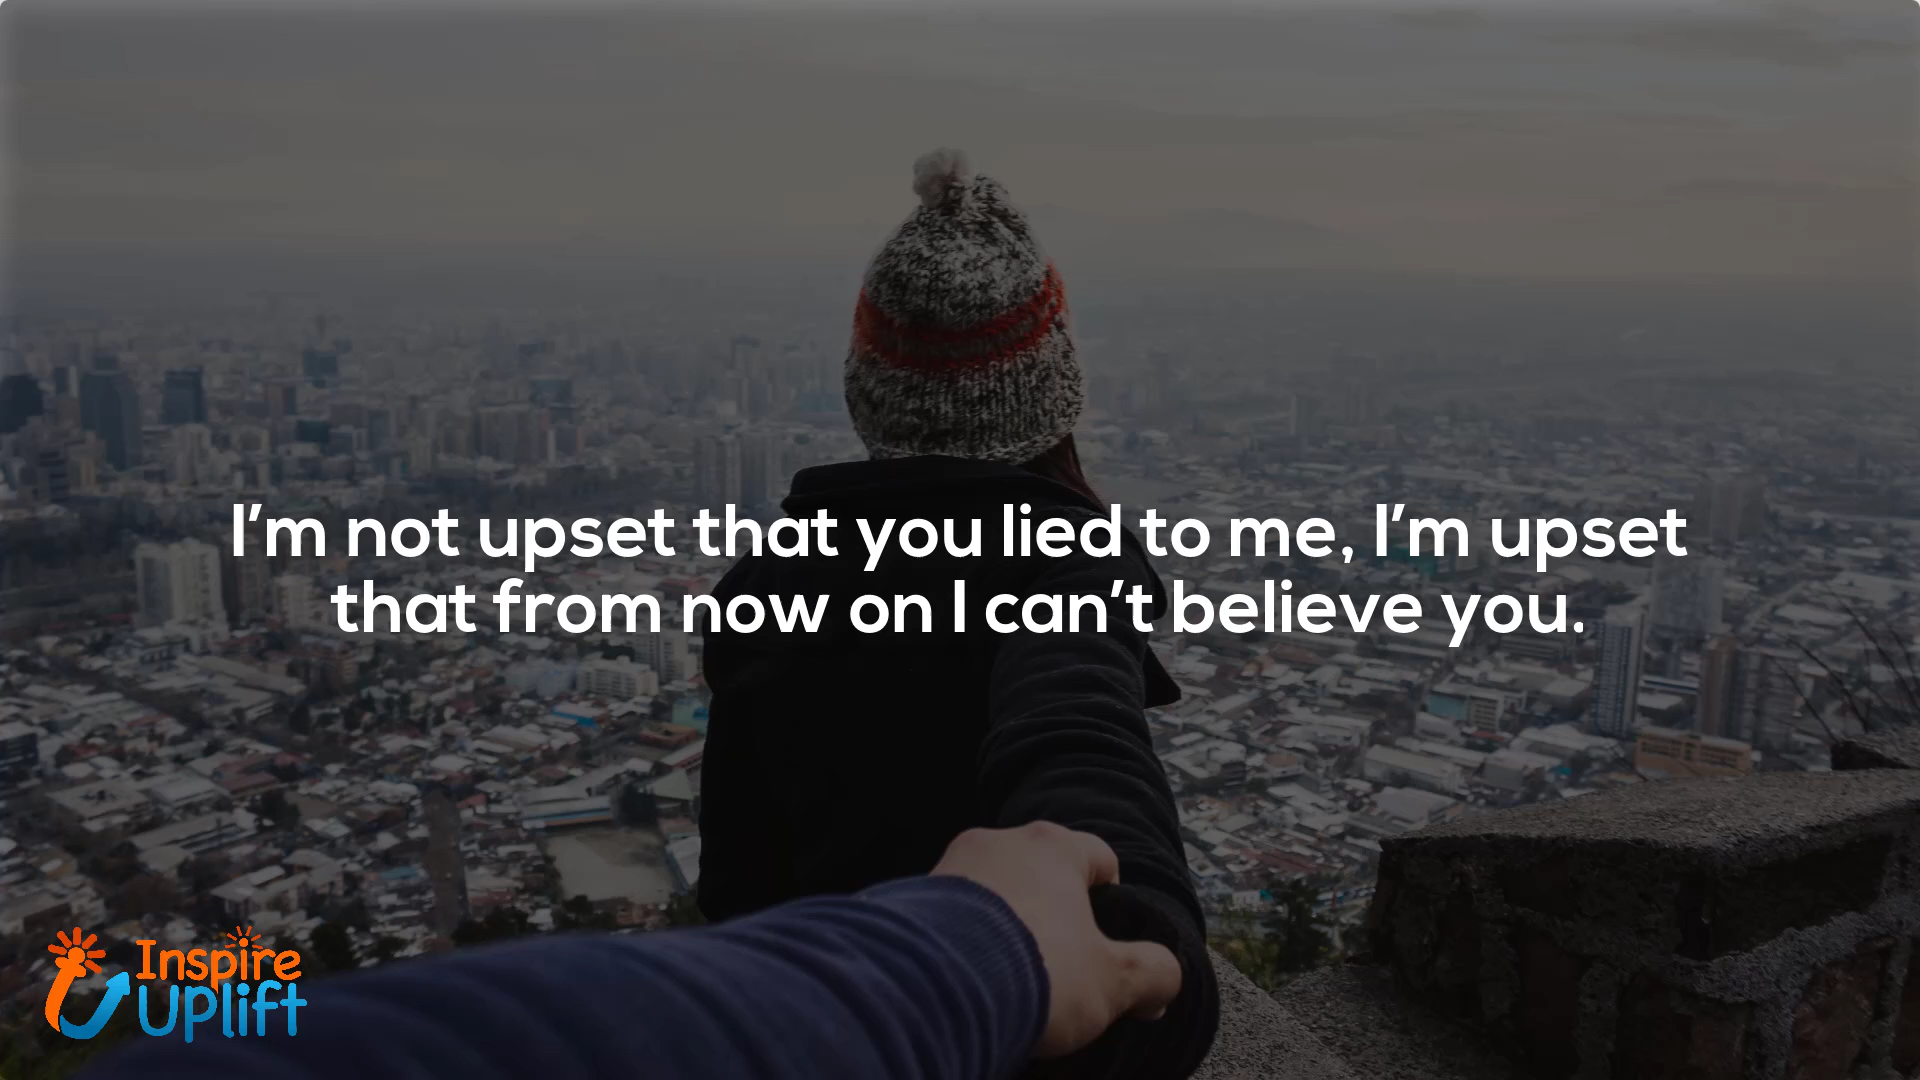 I’m not upset that you lied to me, I’m upset
that from now on I can’t believe you.
Inspire
Uplift